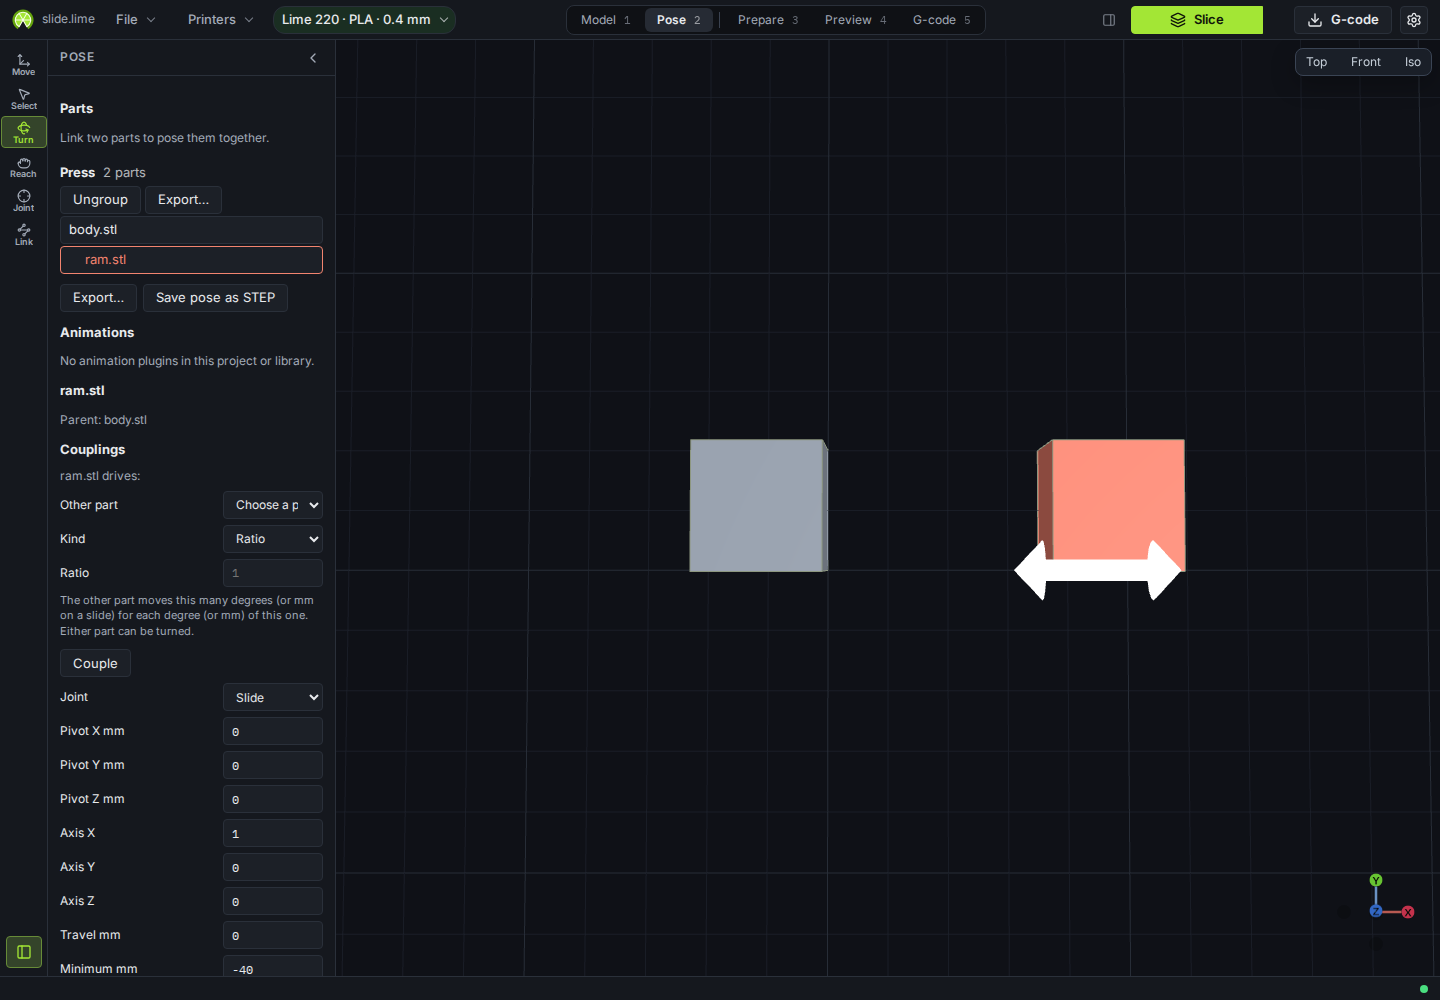 slide.lime File Printers Lime 220 · PLA · 0.4 mm Model 1 Pose 2 Prepare 3 Preview 4 G-code 5 Slice G-code
POSE
Top Front Iso
Move
Select
Turn
Reach
Joint
Link
Parts
Link two parts to pose them together.
Press 2 parts
Ungroup Export...
body.stl
ram.stl
Export... Save pose as STEP
Animations
No animation plugins in this project or library.
ram.stl
Parent: body.stl
Couplings
ram.stl drives:
Other part Choose a p
Kind Ratio
Ratio 1
The other part moves this many degrees (or mm
on a slide) for each degree (or mm) of this one.
Either part can be turned.
Couple
Joint Slide
Pivot X mm 0
Pivot Y mm 0
Pivot Z mm 0
Axis X 1
Axis Y 0
Axis Z 0
Travel mm 0
Minimum mm -40
Y
Z X